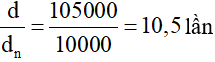 d/dₙ = 105000/10000 = 10,5 lần